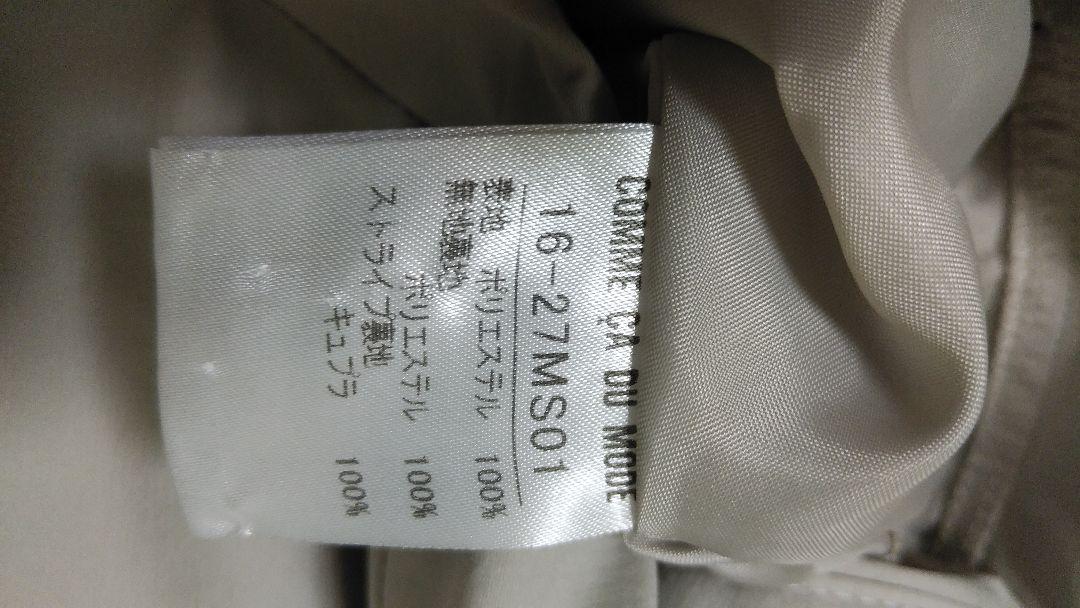 COMME ÇA DU MODE
16-27MS01
表地
ポリエステル 100%
無地裏地
ポリエステル 100%
ストライプ裏地
キュプラ 100%